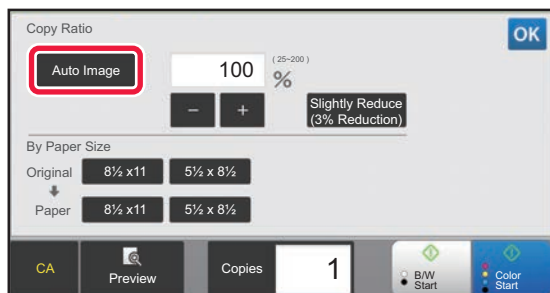 Copy Ratio
OK
Auto Image
100
(25~200)
%
−
+
Slightly Reduce
(3% Reduction)
By Paper Size
Original
8½ x11
5½ x 8½
Paper
8½ x11
5½ x 8½
CA
Preview
Copies
1
B/W
Start
Color
Start